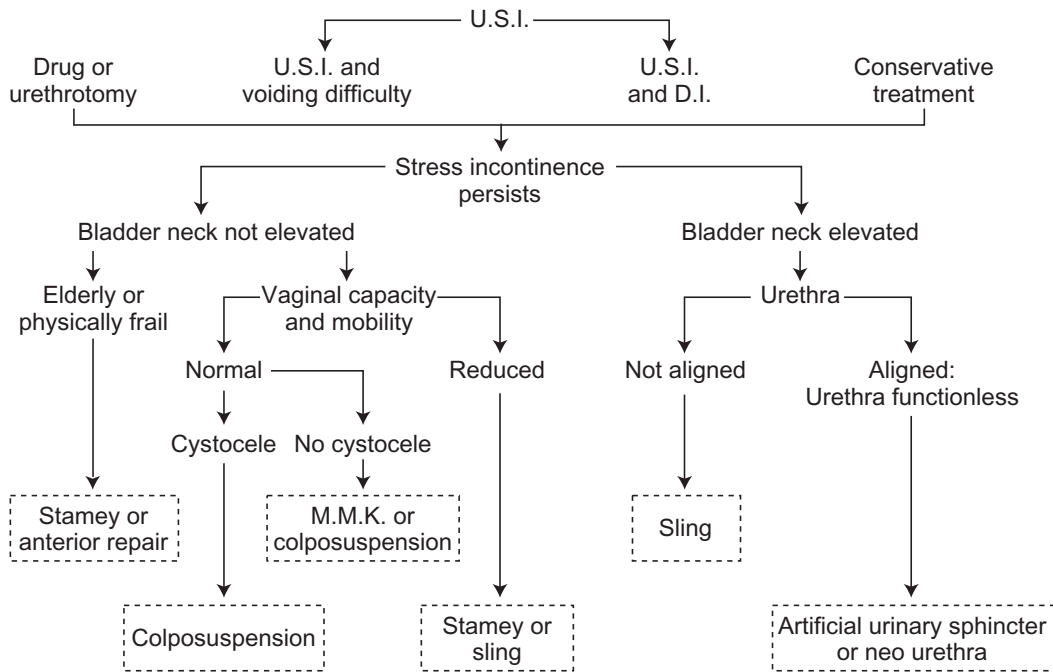 U.S.I.
Drug or
urethrotomy
U.S.I. and
voiding difficulty
U.S.I.
and D.I.
Conservative
treatment
Stress incontinence
persists
Bladder neck not elevated
Bladder neck elevated
Elderly or
physically frail
Vaginal capacity
and mobility
Urethra
Normal
Reduced
Not aligned
Aligned:
Urethra functionless
Cystocele
No cystocele
Stamey or
anterior repair
M.M.K. or
colposuspension
Sling
Colposuspension
Stamey or
sling
Artificial urinary sphincter
or neo urethra